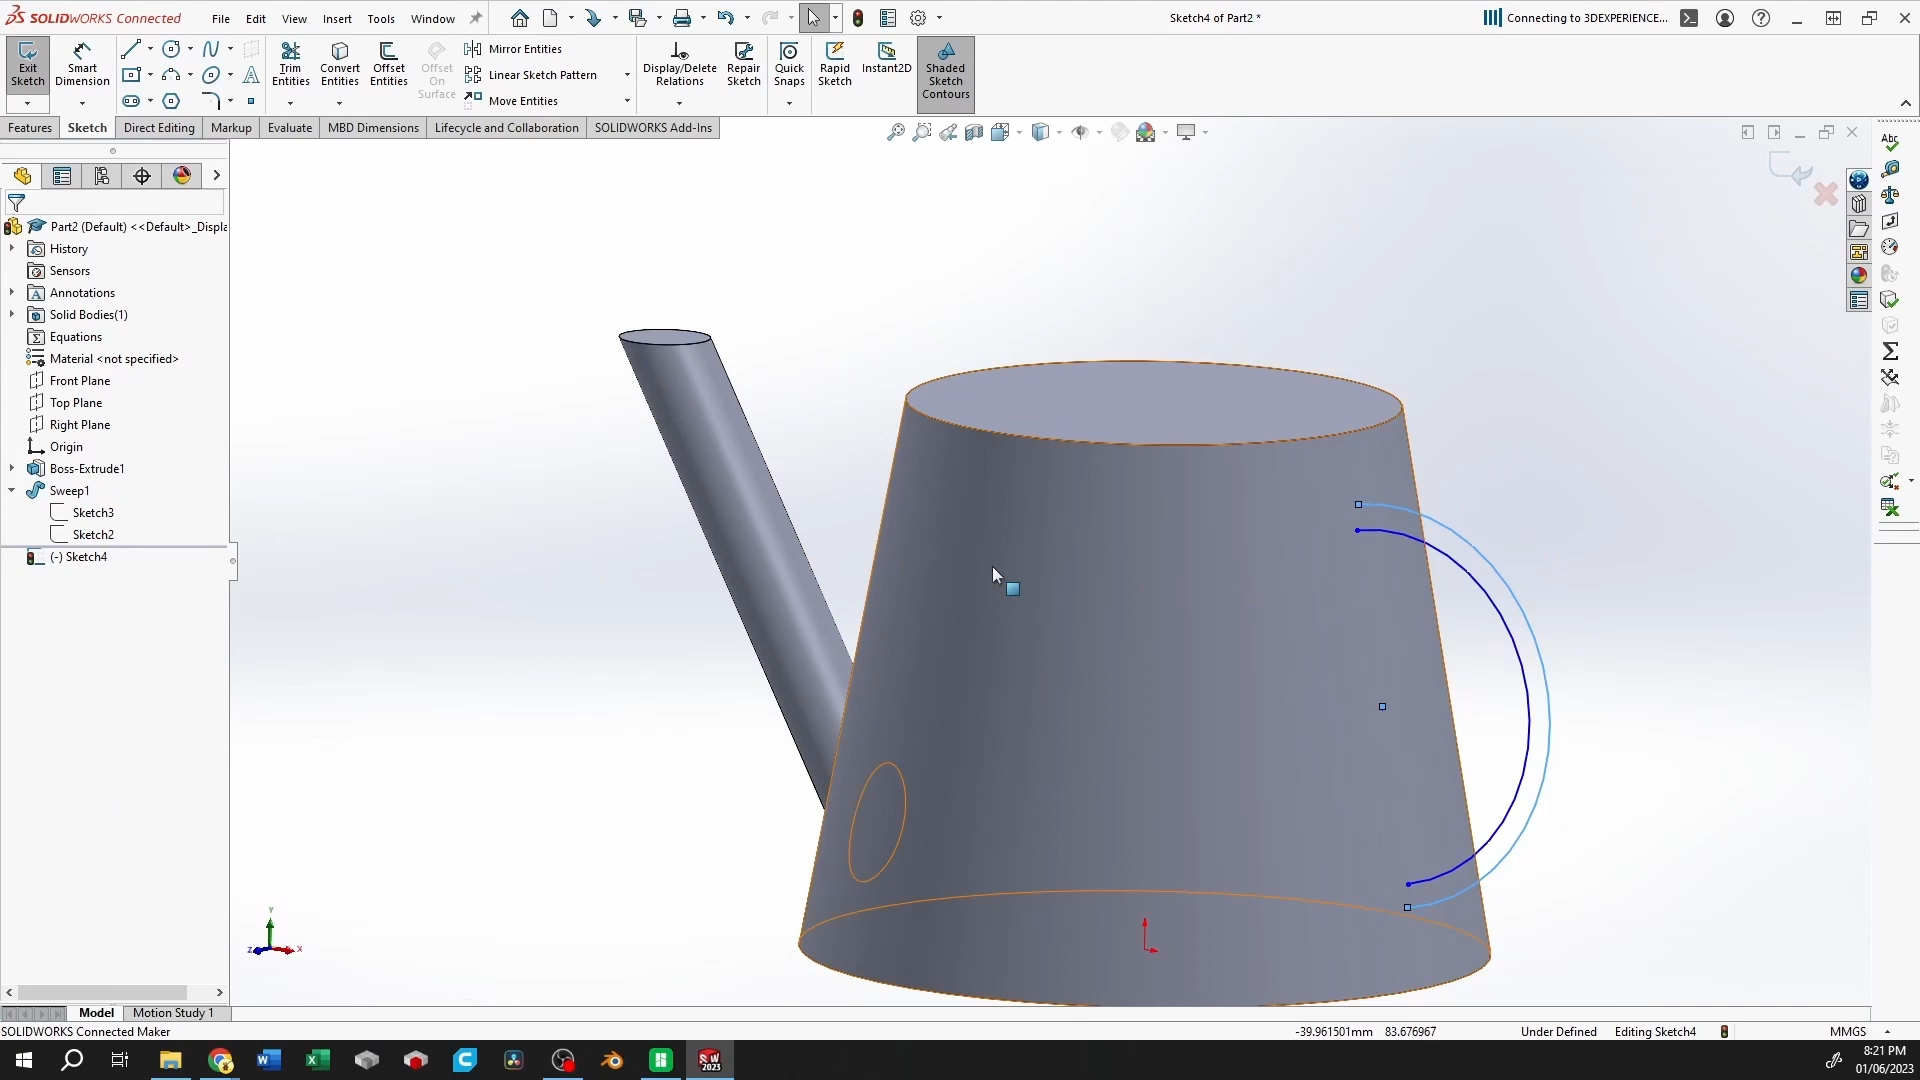 SOLIDWORKS Connected
File Edit View Insert Tools Window
Sketch4 of Part2 *
Connecting to 3DEXPERIENCE...
Exit Sketch
Smart Dimension
Trim Entities
Convert Entities
Offset Entities
Offset On Surface
Mirror Entities
Linear Sketch Pattern
Move Entities
Display/Delete Relations
Repair Sketch
Quick Snaps
Rapid Sketch
Instant2D
Shaded Sketch Contours
Features Sketch Direct Editing Markup Evaluate MBD Dimensions Lifecycle and Collaboration SOLIDWORKS Add-Ins
Part2 (Default) <<Default>_Displa
History
Sensors
Annotations
Solid Bodies(1)
Equations
Material <not specified>
Front Plane
Top Plane
Right Plane
Origin
Boss-Extrude1
Sweep1
Sketch3
Sketch2
(-) Sketch4
Abc
Y
Z X
Model Motion Study 1
SOLIDWORKS Connected Maker
-39.961501mm 83.676967
Under Defined
Editing Sketch4
MMGS
8:21 PM
01/06/2023